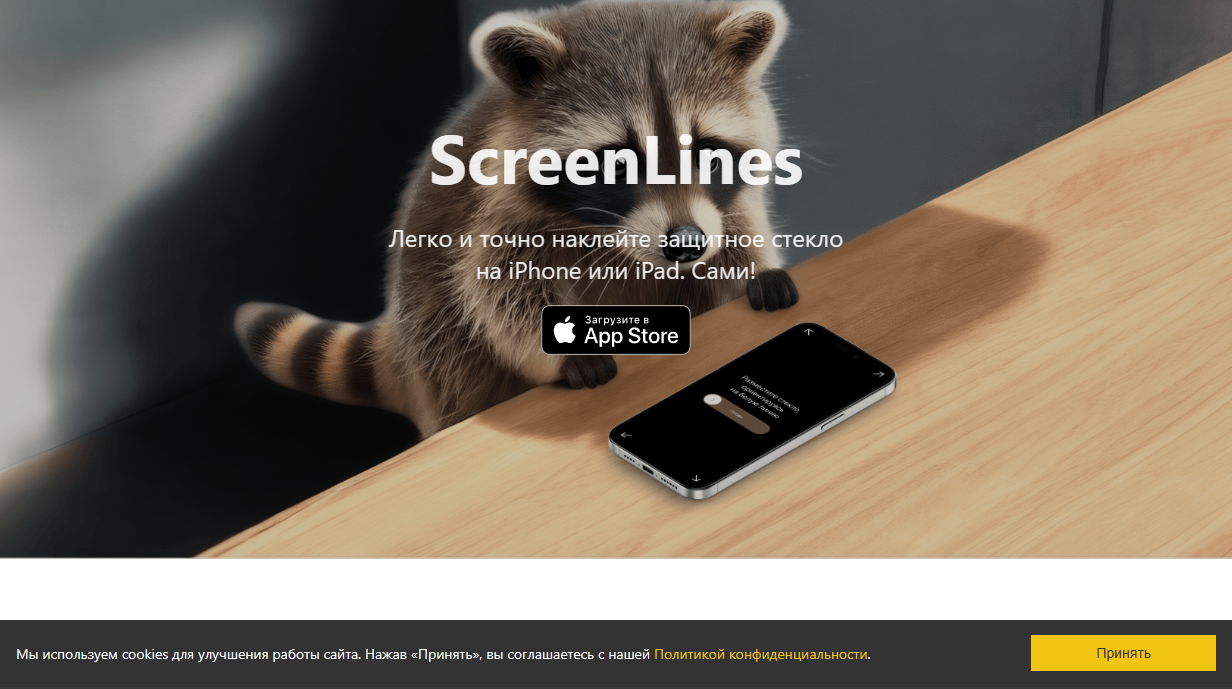 ScreenLines
Легко и точно наклейте защитное стекло
на iPhone или iPad. Сами!
Загрузите в
App Store
Разместите стекло,
ориентируясь
на белую линию
Мы используем cookies для улучшения работы сайта. Нажав «Принять», вы соглашаетесь с нашей Политикой конфиденциальности.
Принять